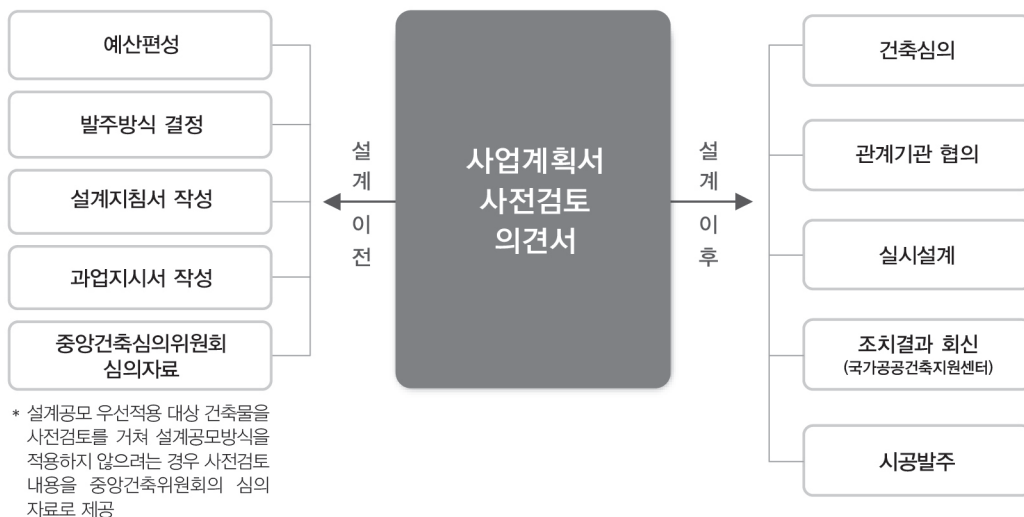 예산편성
발주방식 결정
설계지침서 작성
과업지시서 작성
중앙건축심의위원회
심의자료
* 설계공모 우선적용 대상 건축물을
사전검토를 거쳐 설계공모방식을
적용하지 않으려는 경우 사전검토
내용을 중앙건축위원회의 심의
자료로 제공
설
계
이
전
사업계획서
사전검토
의견서
설
계
이
후
건축심의
관계기관 협의
실시설계
조치결과 회신
(국가공공건축지원센터)
시공발주